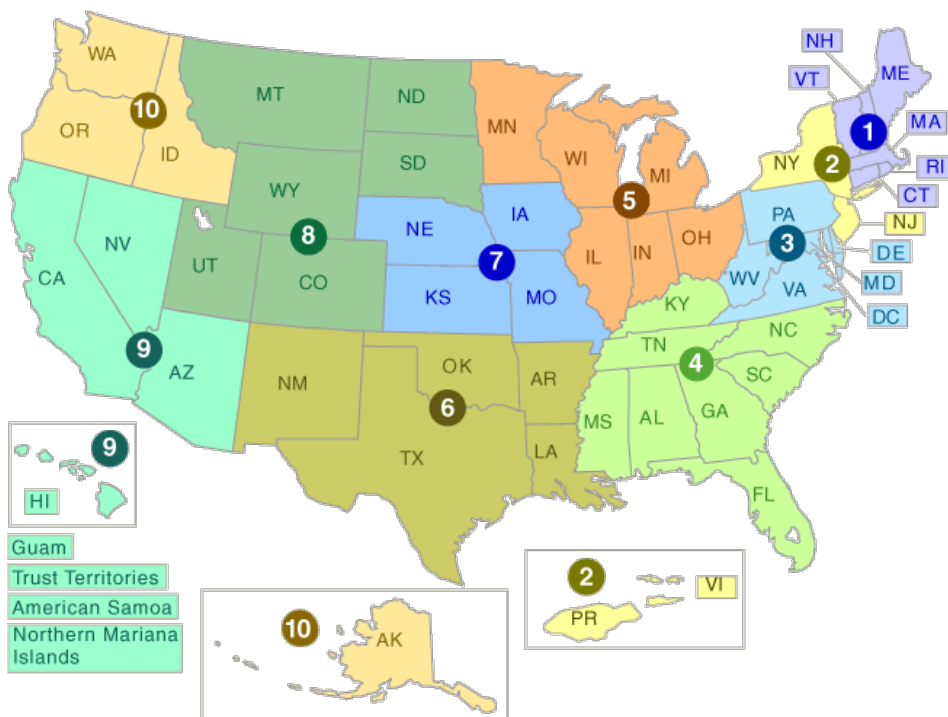 NH
WA
ME
VT
MT
ND
10
MN
MA
OR
1
WI
NY
2
ID
SD
MI
RI
WY
5
CT
IA
PA
NE
NJ
NV
8
OH
3
UT
IL
IN
DE
7
WV
CA
CO
MD
KS
MO
VA
KY
DC
NC
TN
9
OK
4
AZ
SC
NM
AR
6
GA
MS
AL
9
LA
TX
FL
HI
Guam
2
VI
Trust Territories
American Samoa
PR
10
Northern Mariana
AK
Islands